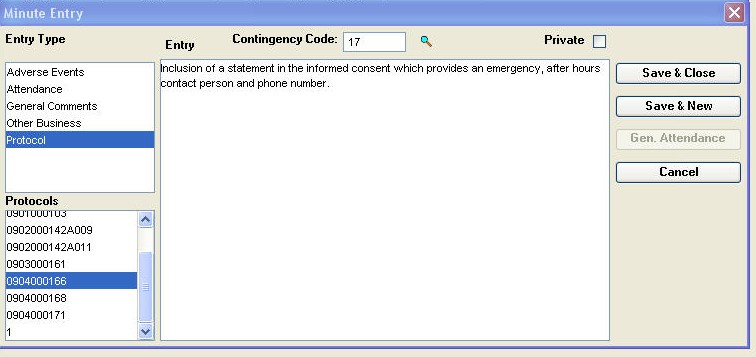 Minute Entry
Entry Type
Entry
Contingency Code: 17
Private
Adverse Events
Attendance
General Comments
Other Business
Protocol
Inclusion of a statement in the informed consent which provides an emergency, after hours
contact person and phone number.
Save & Close
Save & New
Gen. Attendance
Cancel
Protocols
0901000103
0902000142A009
0902000142A011
0903000161
0904000166
0904000168
0904000171
1